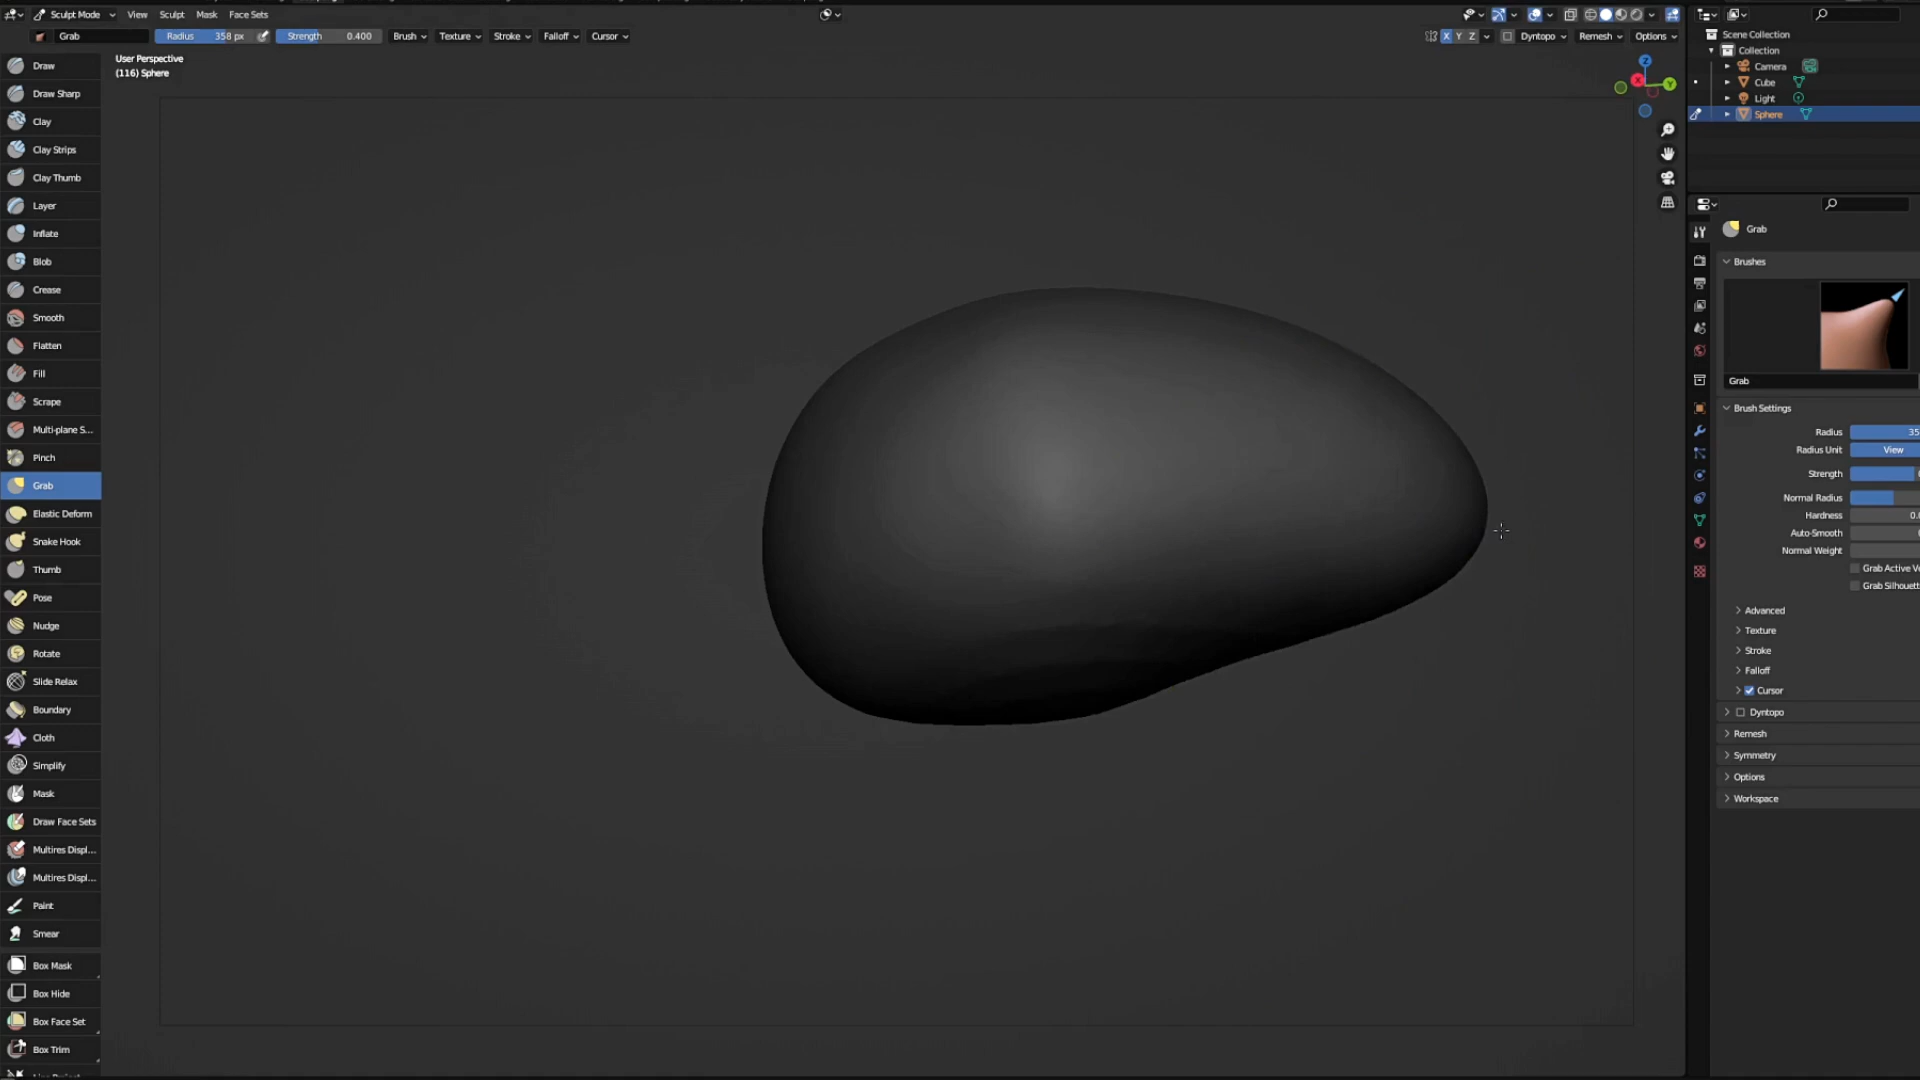 Sculpt Mode View Sculpt Mask Face Sets
Grab Radius 358 px Strength 0.400 Brush Texture Stroke Falloff Cursor X Y Z Dyntopo Remesh Options
User Perspective
(116) Sphere
Z
X
Y
Draw
Draw Sharp
Clay
Clay Strips
Clay Thumb
Layer
Inflate
Blob
Crease
Smooth
Flatten
Fill
Scrape
Multi-plane S...
Pinch
Grab
Elastic Deform
Snake Hook
Thumb
Pose
Nudge
Rotate
Slide Relax
Boundary
Cloth
Simplify
Mask
Draw Face Sets
Multires Displ...
Multires Displ...
Paint
Smear
Box Mask
Box Hide
Box Face Set
Box Trim
Scene Collection
Collection
Camera
Cube
Light
Sphere
Grab
Brushes
Grab
Brush Settings
Radius 35
Radius Unit View
Strength
Normal Radius
Hardness 0.
Auto-Smooth
Normal Weight
Grab Active
Grab
Advanced
Texture
Stroke
Falloff
Cursor
Dyntopo
Remesh
Symmetry
Options
Workspace